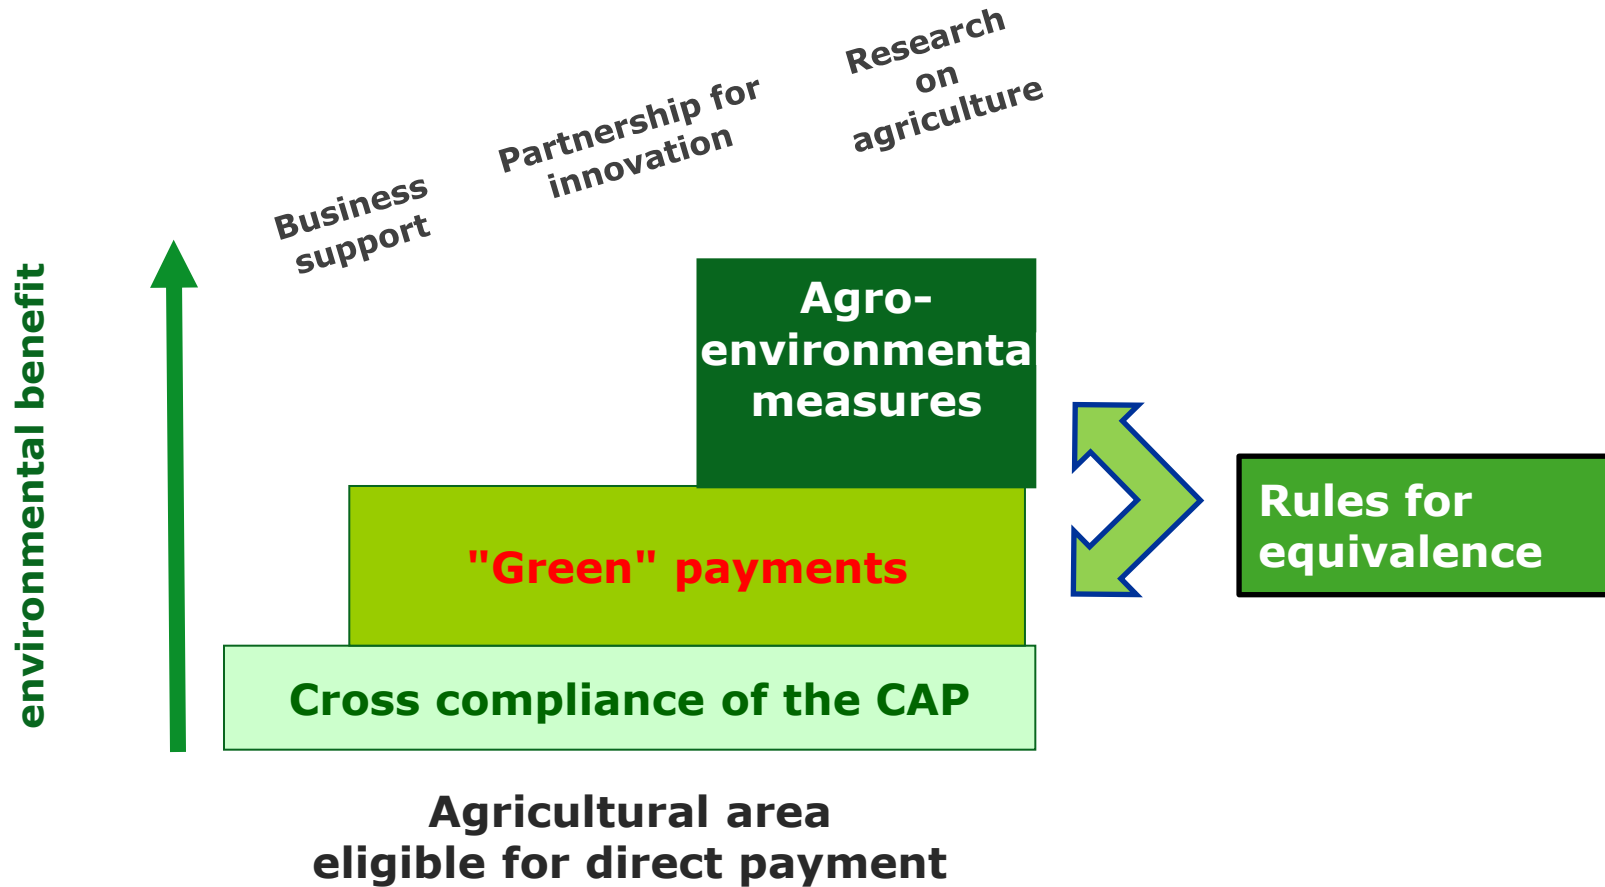 Research
on
agriculture
Partnership for
innovation
Business
support
environmental benefit
Agro-
environmenta
measures
Rules for
equivalence
"Green" payments
Cross compliance of the CAP
Agricultural area
eligible for direct payment